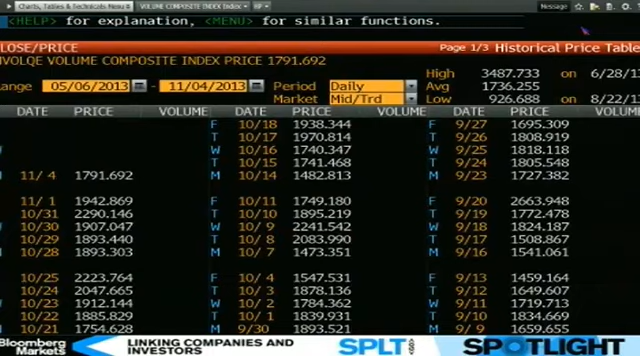 Charts, Tables & Technicals Menu VOLUME COMPOSITE INDEX HP Message
<HELP> for explanation, <MENU> for similar functions.
LOSE/PRICE Page 1/3 Historical Price Table
NVOLQE VOLUME COMPOSITE INDEX PRICE 1791.692
High 3487.733 on 6/28/13
Range 05/06/2013 - 11/04/2013 Period Daily Avg 1736.255
Market Mid/Trd Low 926.688 on 8/22/13
DATE PRICE VOLUME DATE PRICE VOLUME DATE PRICE VOLUME
F 10/18 1938.344 F 9/27 1695.309
T 10/17 1970.814 T 9/26 1808.919
W 10/16 1740.347 W 9/25 1818.118
T 10/15 1741.468 T 9/24 1805.548
11/ 4 1791.692 M 10/14 1482.813 M 9/23 1727.382
11/ 1 1942.869 F 10/11 1749.180 F 9/20 2663.948
10/31 2290.146 T 10/10 1895.219 T 9/19 1772.478
10/30 1907.047 W 10/ 9 2241.542 W 9/18 1824.187
10/29 1893.440 T 10/ 8 2083.990 T 9/17 1508.867
10/28 1893.303 M 10/ 7 1473.351 M 9/16 1541.061
10/25 2223.764 F 10/ 4 1547.531 F 9/13 1459.164
10/24 2047.665 T 10/ 3 1878.136 T 9/12 1649.607
10/23 1912.144 W 10/ 2 1784.362 W 9/11 1719.713
10/22 1885.829 T 10/ 1 1839.931 T 9/10 1834.669
10/21 1754.628 M 9/30 1893.521 M 9/ 9 1659.655
Bloomberg Markets LINKING COMPANIES AND INVESTORS SPLT SPOTLIGHT